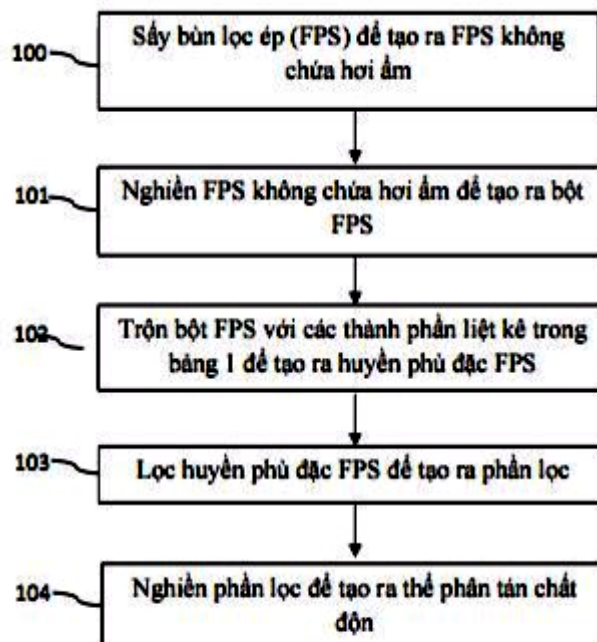 100
Sấy bùn lọc ép (FPS) để tạo ra FPS không
chứa hơi ẩm
101
Nghiền FPS không chứa hơi ẩm để tạo ra bột
FPS
102
Trộn bột FPS với các thành phần liệt kê trong
bảng 1 để tạo ra huyền phù đặc FPS
103
Lọc huyền phù đặc FPS để tạo ra phần lọc
104
Nghiền phần lọc để tạo ra thể phân tán chất
độn